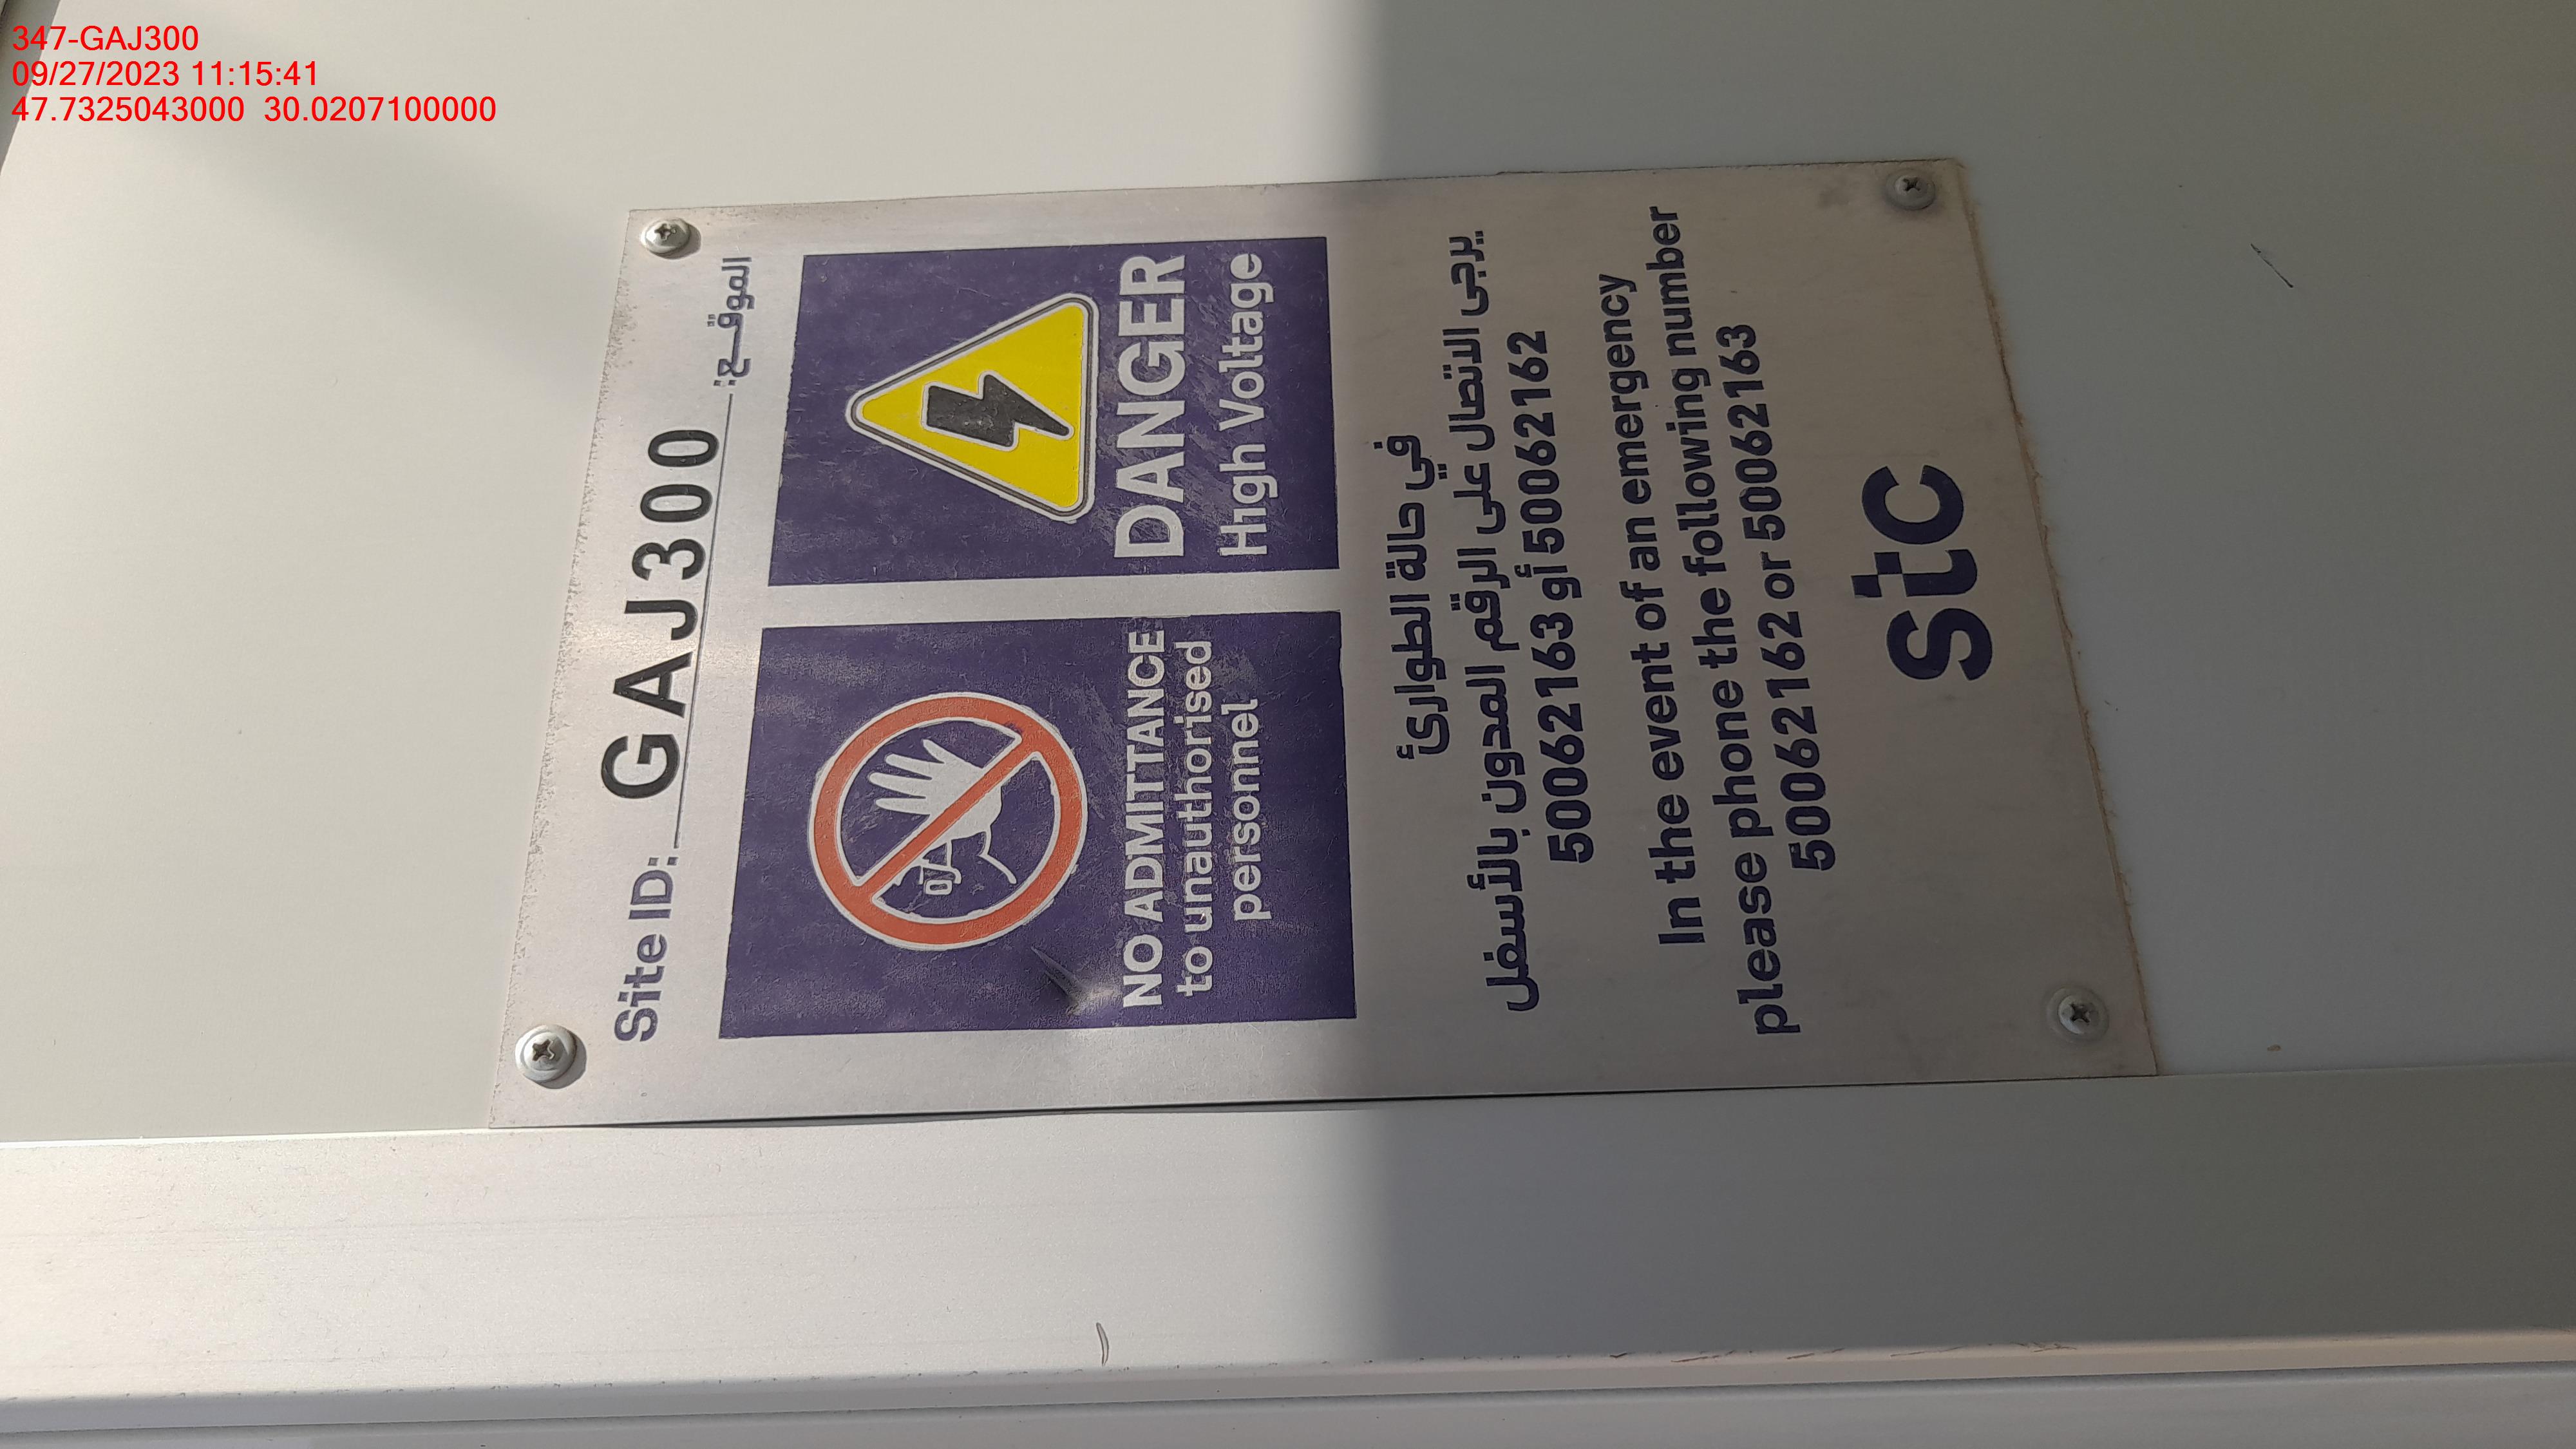 347-GAJ300
09/27/2023 11:15:41
47.7325043000 30.0207100000
Site ID: GAJ300 الموقــع:
NO ADMITTANCE
to unauthorised
personnel
DANGER
High Voltage
في حالة الطوارئ
يرجى الاتصال على الرقم المدون بالأسفل
50062163 أو 50062162
In the event of an emergency
please phone the following number
50062162 or 50062163
stc